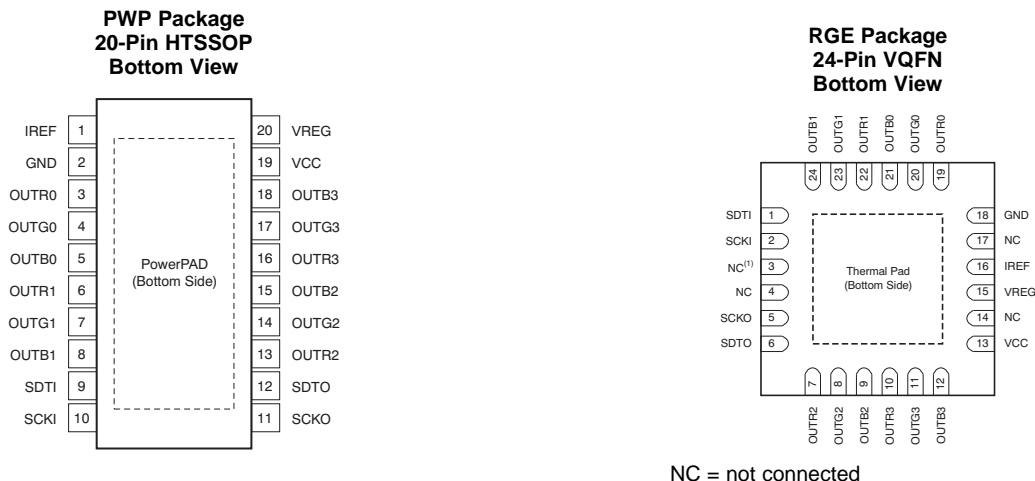 PWP Package
20-Pin HTSSOP
Bottom View
IREF 1 20 VREG
GND 2 19 VCC
OUTR0 3 18 OUTB3
OUTG0 4 17 OUTG3
OUTB0 5 16 OUTR3
OUTR1 6 15 OUTB2
OUTG1 7 14 OUTG2
OUTB1 8 13 OUTR2
SDTI 9 12 SDTO
SCKI 10 11 SCKO
PowerPAD
(Bottom Side)
RGE Package
24-Pin VQFN
Bottom View
OUTB1 OUTG1 OUTR1 OUTB0 OUTG0 OUTR0
24 23 22 21 20 19
SDTI 1 18 GND
SCKI 2 17 NC
NC(1) 3 16 IREF
NC 4 15 VREG
SCKO 5 14 NC
SDTO 6 13 VCC
Thermal Pad
(Bottom Side)
7 8 9 10 11 12
OUTR2 OUTG2 OUTB2 OUTR3 OUTG3 OUTB3
NC = not connected